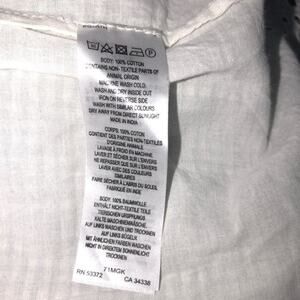 BODY: 100% COTTON
CONTAINS NON-TEXTILE PARTS OF
ANIMAL ORIGIN
MACHINE WASH COLD
WASH AND DRY INSIDE OUT
IRON ON REVERSE SIDE
WASH WITH SIMILAR COLOURS
DRY AWAY FROM DIRECT SUNLIGHT
MADE IN INDIA
CORPS: 100% COTON
CONTIENT DES PARTIES NON-TEXTILES
D'ORIGINE ANIMALE
LAVAGE À FROID EN MACHINE
LAVER ET SÉCHER SUR L'ENVERS
NE REPASSER QUE SUR L'ENVERS
LAVER AVEC DES COULEURS
SIMILAIRES
FAIRE SÉCHER À L'ABRI DU SOLEIL
FABRIQUÉ EN INDE
BODY: 100% BAUMWOLLE
ENTHÄLT NICHT-TEXTILE TEILE
TIERISCHEN URSPRUNGS
KALTE MASCHINENWÄSCHE
AUF LINKS WASCHEN UND TROCKNEN
AUF LINKS BÜGELN
MIT ÄHNLICHEN FARBEN WASCHEN
NICHT IN DIREKTEM SONNENLICHT
TROCKNEN
71MGK
RN 53372 CA 34338